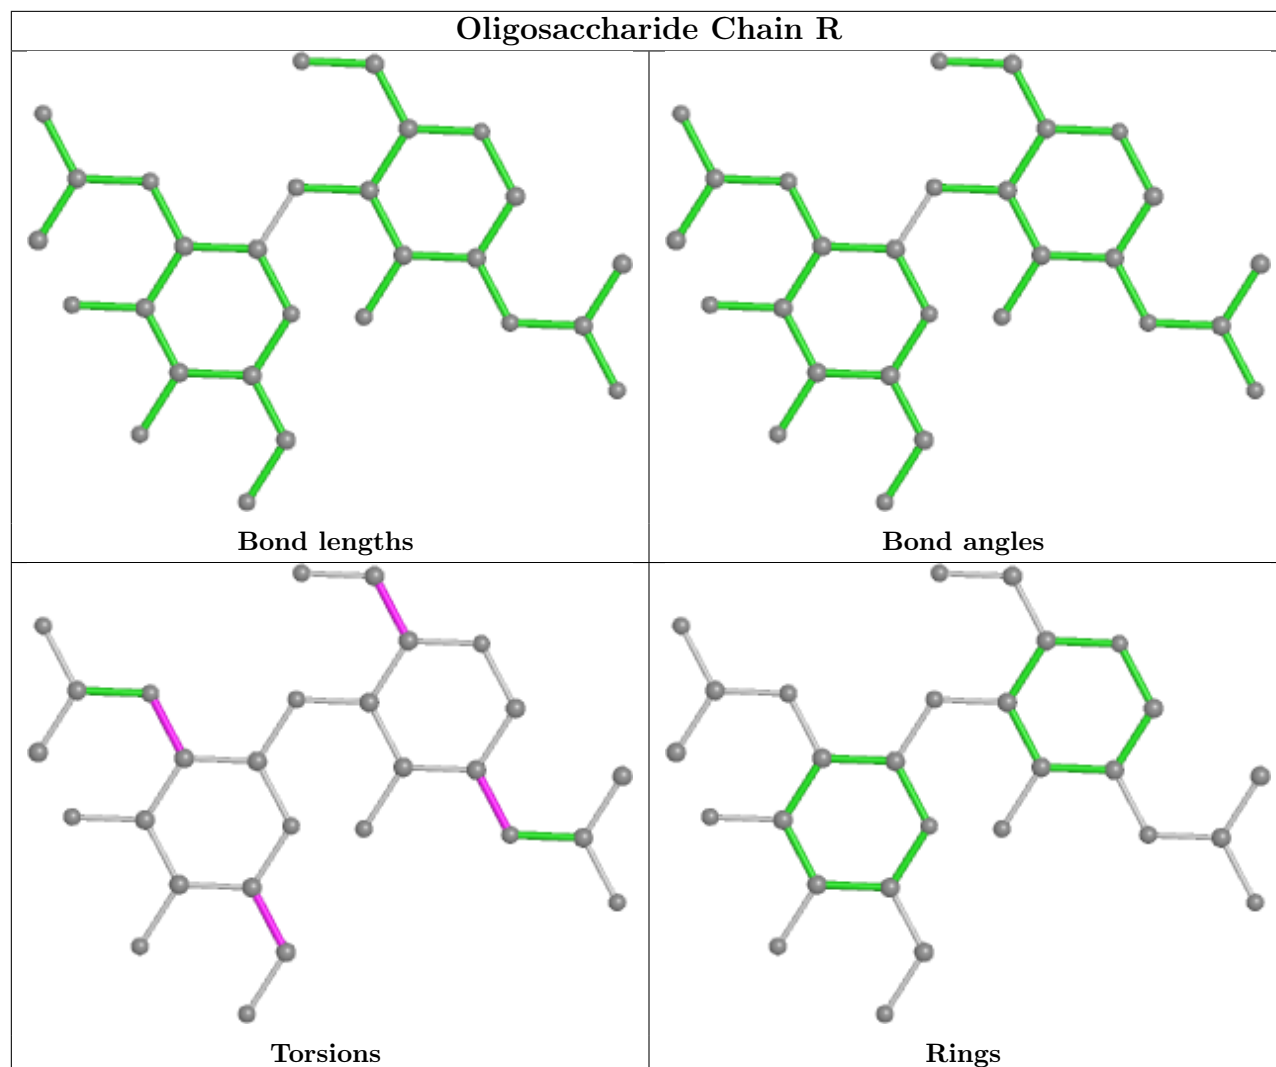 Oligosaccharide Chain R
Bond lengths
Bond angles
Torsions
Rings